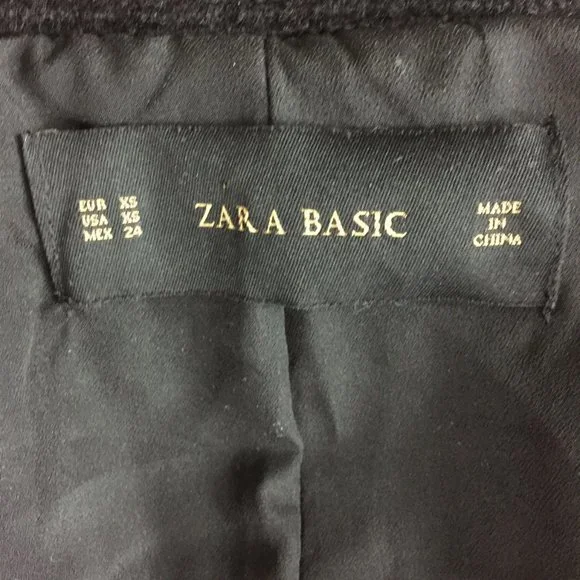 EUR XS
USA XS
MEX 24
ZARA BASIC
MADE
IN
CHINA